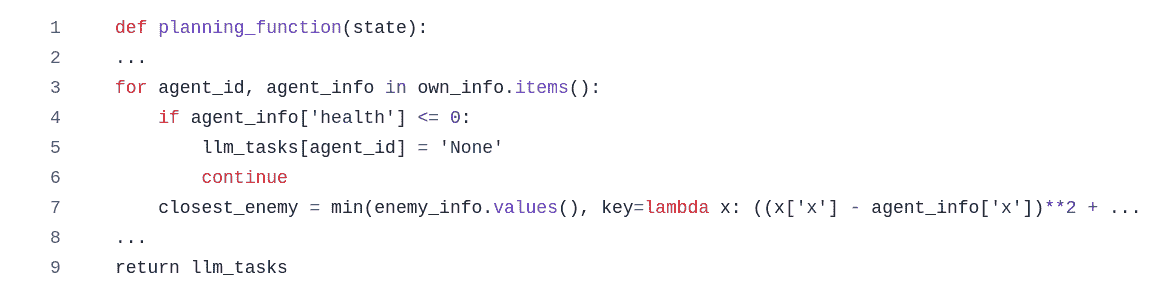 1 def planning_function(state):
2 ...
3 for agent_id, agent_info in own_info.items():
4     if agent_info['health'] <= 0:
5         llm_tasks[agent_id] = 'None'
6         continue
7     closest_enemy = min(enemy_info.values(), key=lambda x: ((x['x'] - agent_info['x'])**2 + ...
8 ...
9 return llm_tasks